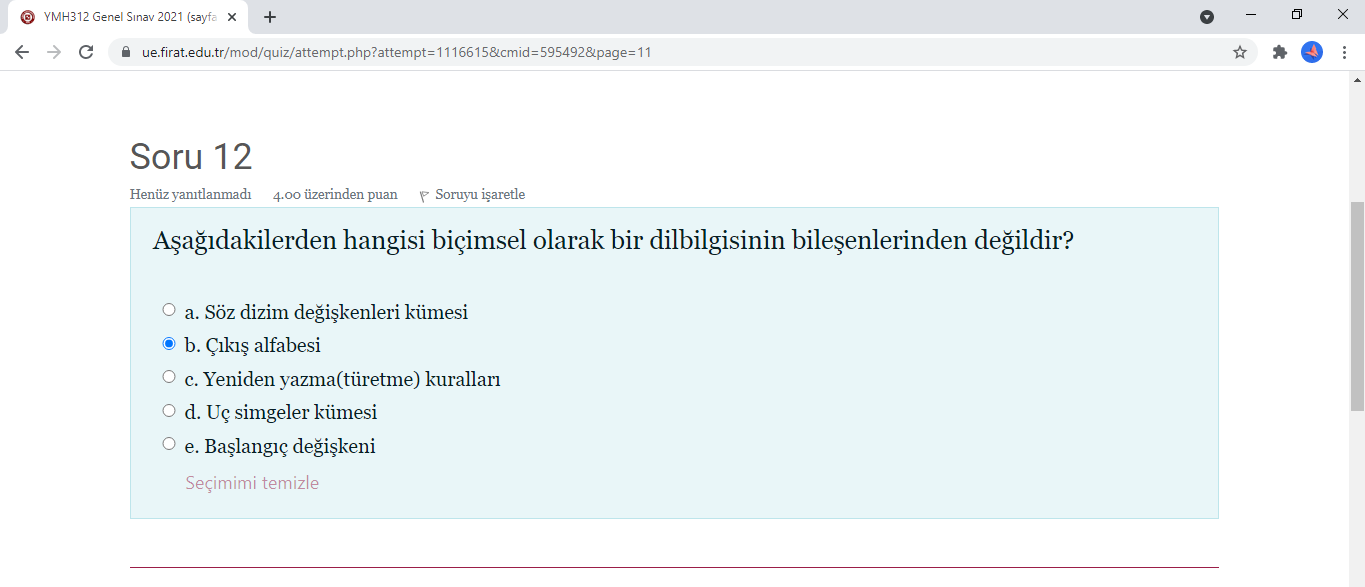 YMH312 Genel Sınav 2021 (sayfa
ue.firat.edu.tr/mod/quiz/attempt.php?attempt=1116615&cmid=595492&page=11
Soru 12
Henüz yanıtlanmadı 4.00 üzerinden puan Soruyu işaretle
Aşağıdakilerden hangisi biçimsel olarak bir dilbilgisinin bileşenlerinden değildir?
a. Söz dizim değişkenleri kümesi
b. Çıkış alfabesi
c. Yeniden yazma(türetme) kuralları
d. Uç simgeler kümesi
e. Başlangıç değişkeni
Seçimimi temizle